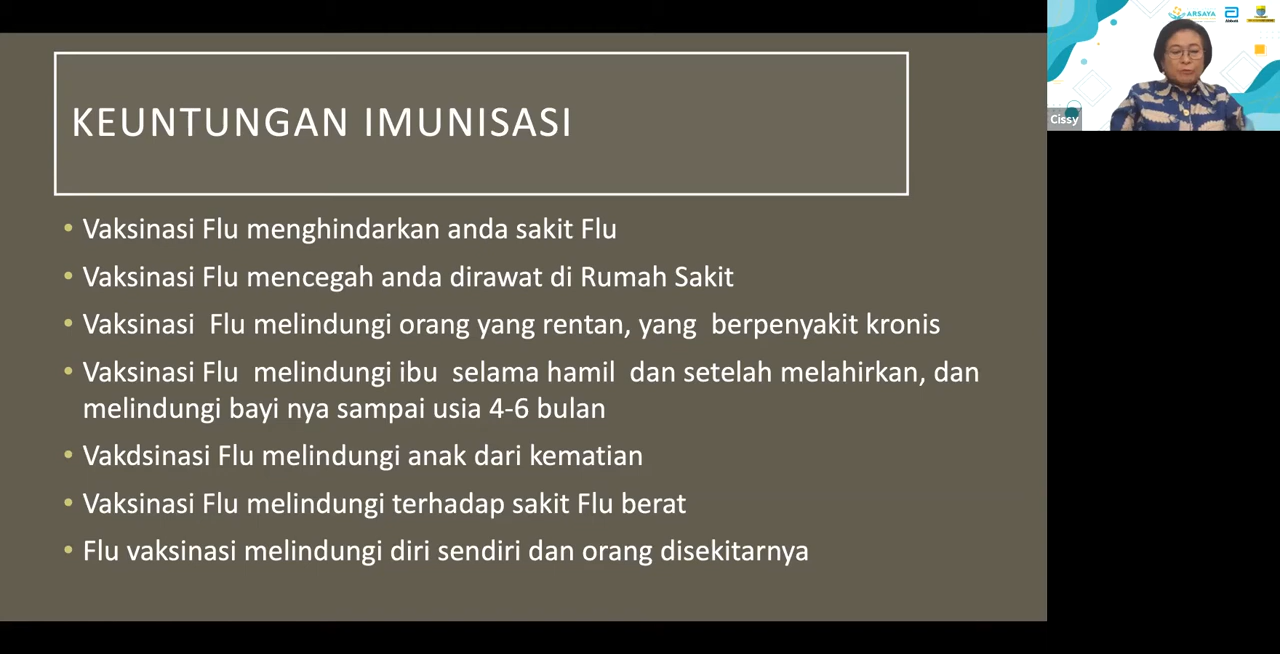 KEUNTUNGAN IMUNISASI
• Vaksinasi Flu menghindarkan anda sakit Flu
• Vaksinasi Flu mencegah anda dirawat di Rumah Sakit
• Vaksinasi Flu melindungi orang yang rentan, yang berpenyakit kronis
• Vaksinasi Flu melindungi ibu selama hamil dan setelah melahirkan, dan
melindungi bayi nya sampai usia 4-6 bulan
• Vakdsinasi Flu melindungi anak dari kematian
• Vaksinasi Flu melindungi terhadap sakit Flu berat
• Flu vaksinasi melindungi diri sendiri dan orang disekitarnya
ARSAYA
Abbott
Cissy